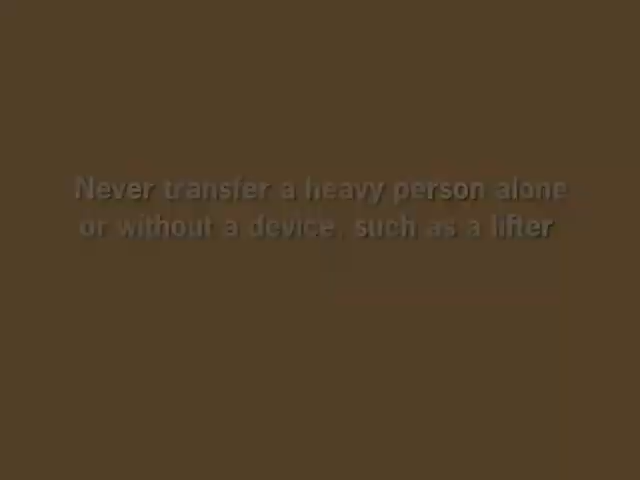 Never transfer a heavy person alone
or without a device, such as a lifter